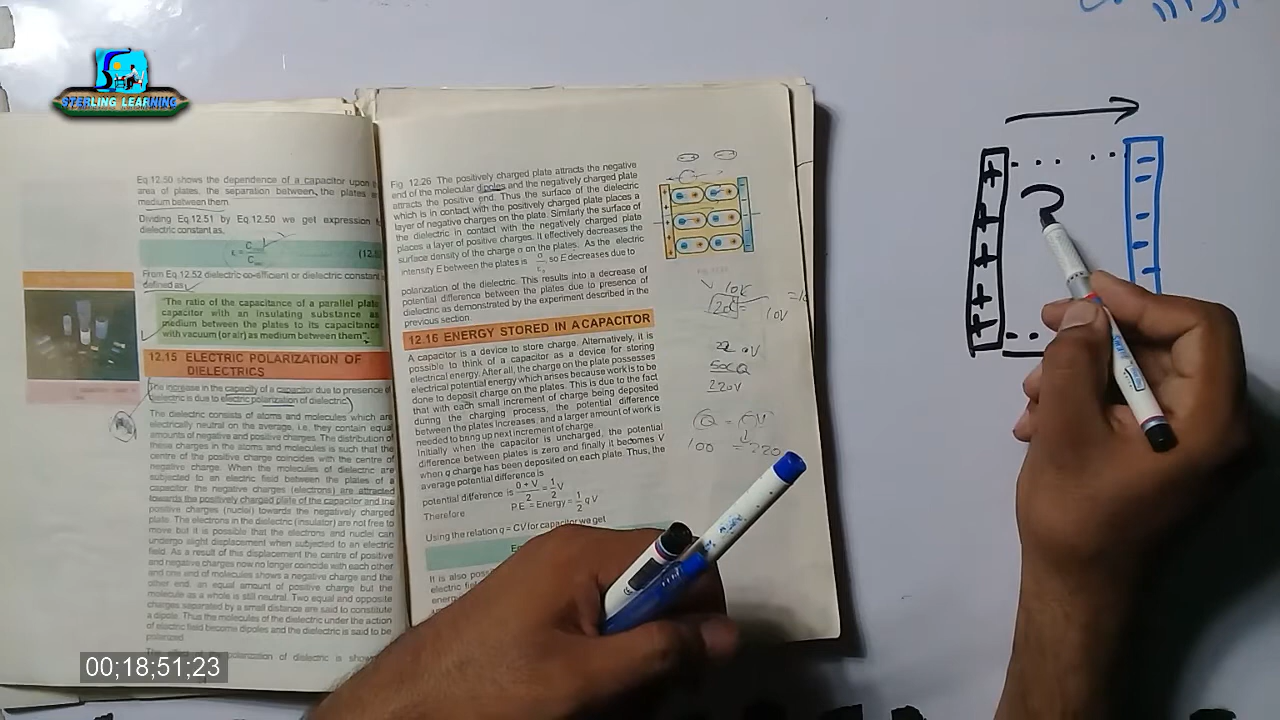 STERLING LEARNING
Eq.12.50 shows the dependence of a capacitor upon
area of plates, the separation between the plates
medium between them
Dividing Eq.12.51 by Eq.12.50 we get expression
dielectric constant as,
From Eq.12.52 dielectric co-efficient or dielectric constant
defined as
"The ratio of the capacitance of a parallel plate
capacitor with an insulating substance as
medium between the plates to its capacitance
with vacuum (or air) as medium between them".
12.15 ELECTRIC POLARIZATION OF
DIELECTRICS
The increase in the capacity of a capacitor due to presence
dielectric is due to electric polarization of dielectric
The dielectric consists of atoms and molecules which are
electrically neutral on the average, i.e. they contain equal
amounts of negative and positive charges. The distribution of
these charges in the atoms and molecules is such that the
centre of the positive charge coincides with the centre of
negative charge. When the molecules of dielectric are
subjected to an electric field between the plates of a
capacitor, the negative charges (electrons) are attracted
towards the positively charged plate of the capacitor and the
positive charges (nuclei) towards the negatively charged
plate. The electrons in the dielectric (insulator) are not free to
move but it is possible that the electrons and nuclei can
undergo slight displacement when subjected to an electric
field. As a result of this displacement the centre of positive
and negative charges now no longer coincide with each other
and one end of molecules shows a negative charge and the
other end, an equal amount of positive charge but the
molecule as a whole is still neutral. Two equal and opposite
charges separated by a small distance are said to constitute
a dipole. Thus the molecules of the dielectric under the action
of electric field become dipoles and the dielectric is said to be
polarized
00;18;51;23
Fig 12.26 The positively charged plate attracts the negative
end of the molecular dipoles and the negatively charged plate
attracts the positive end. Thus the surface of the dielectric
which is in contact with the positively charged plate places a
layer of negative charges on the plate. Similarly the surface of
the dielectric in contact with the negatively charged plate
places a layer of positive charges. It effectively decreases the
surface density of the charge σ on the plates. As the electric
intensity E between the plates is σ/ε₀, so E decreases due to
polarization of the dielectric. This results into a decrease of
potential difference between the plates due to presence of
dielectric as demonstrated by the experiment described in the
previous section.
12.16 ENERGY STORED IN A CAPACITOR
A capacitor is a device to store charge. Alternatively, it is
possible to think of a capacitor as a device for storing
electrical energy. After all, the charge on the plate possesses
electrical potential energy which arises because work is to be
done to deposit charge on the plates. This is due to the fact
that with each small increment of charge being deposited
during the charging process, the potential difference
between the plates increases, and a larger amount of work is
needed to bring up next increment of charge.
Initially when the capacitor is uncharged, the potential
difference between plates is zero and finally it becomes V
when q charge has been deposited on each plate. Thus, the
average potential difference is
potential difference is (0 + V)/2 = 1/2 V
Therefore P.E. = Energy = 1/2 qV
Using the relation q = CV for capacitor we get
It is also
electric
220V
Q = CV
100 = 220
+ + + + +
- - - -